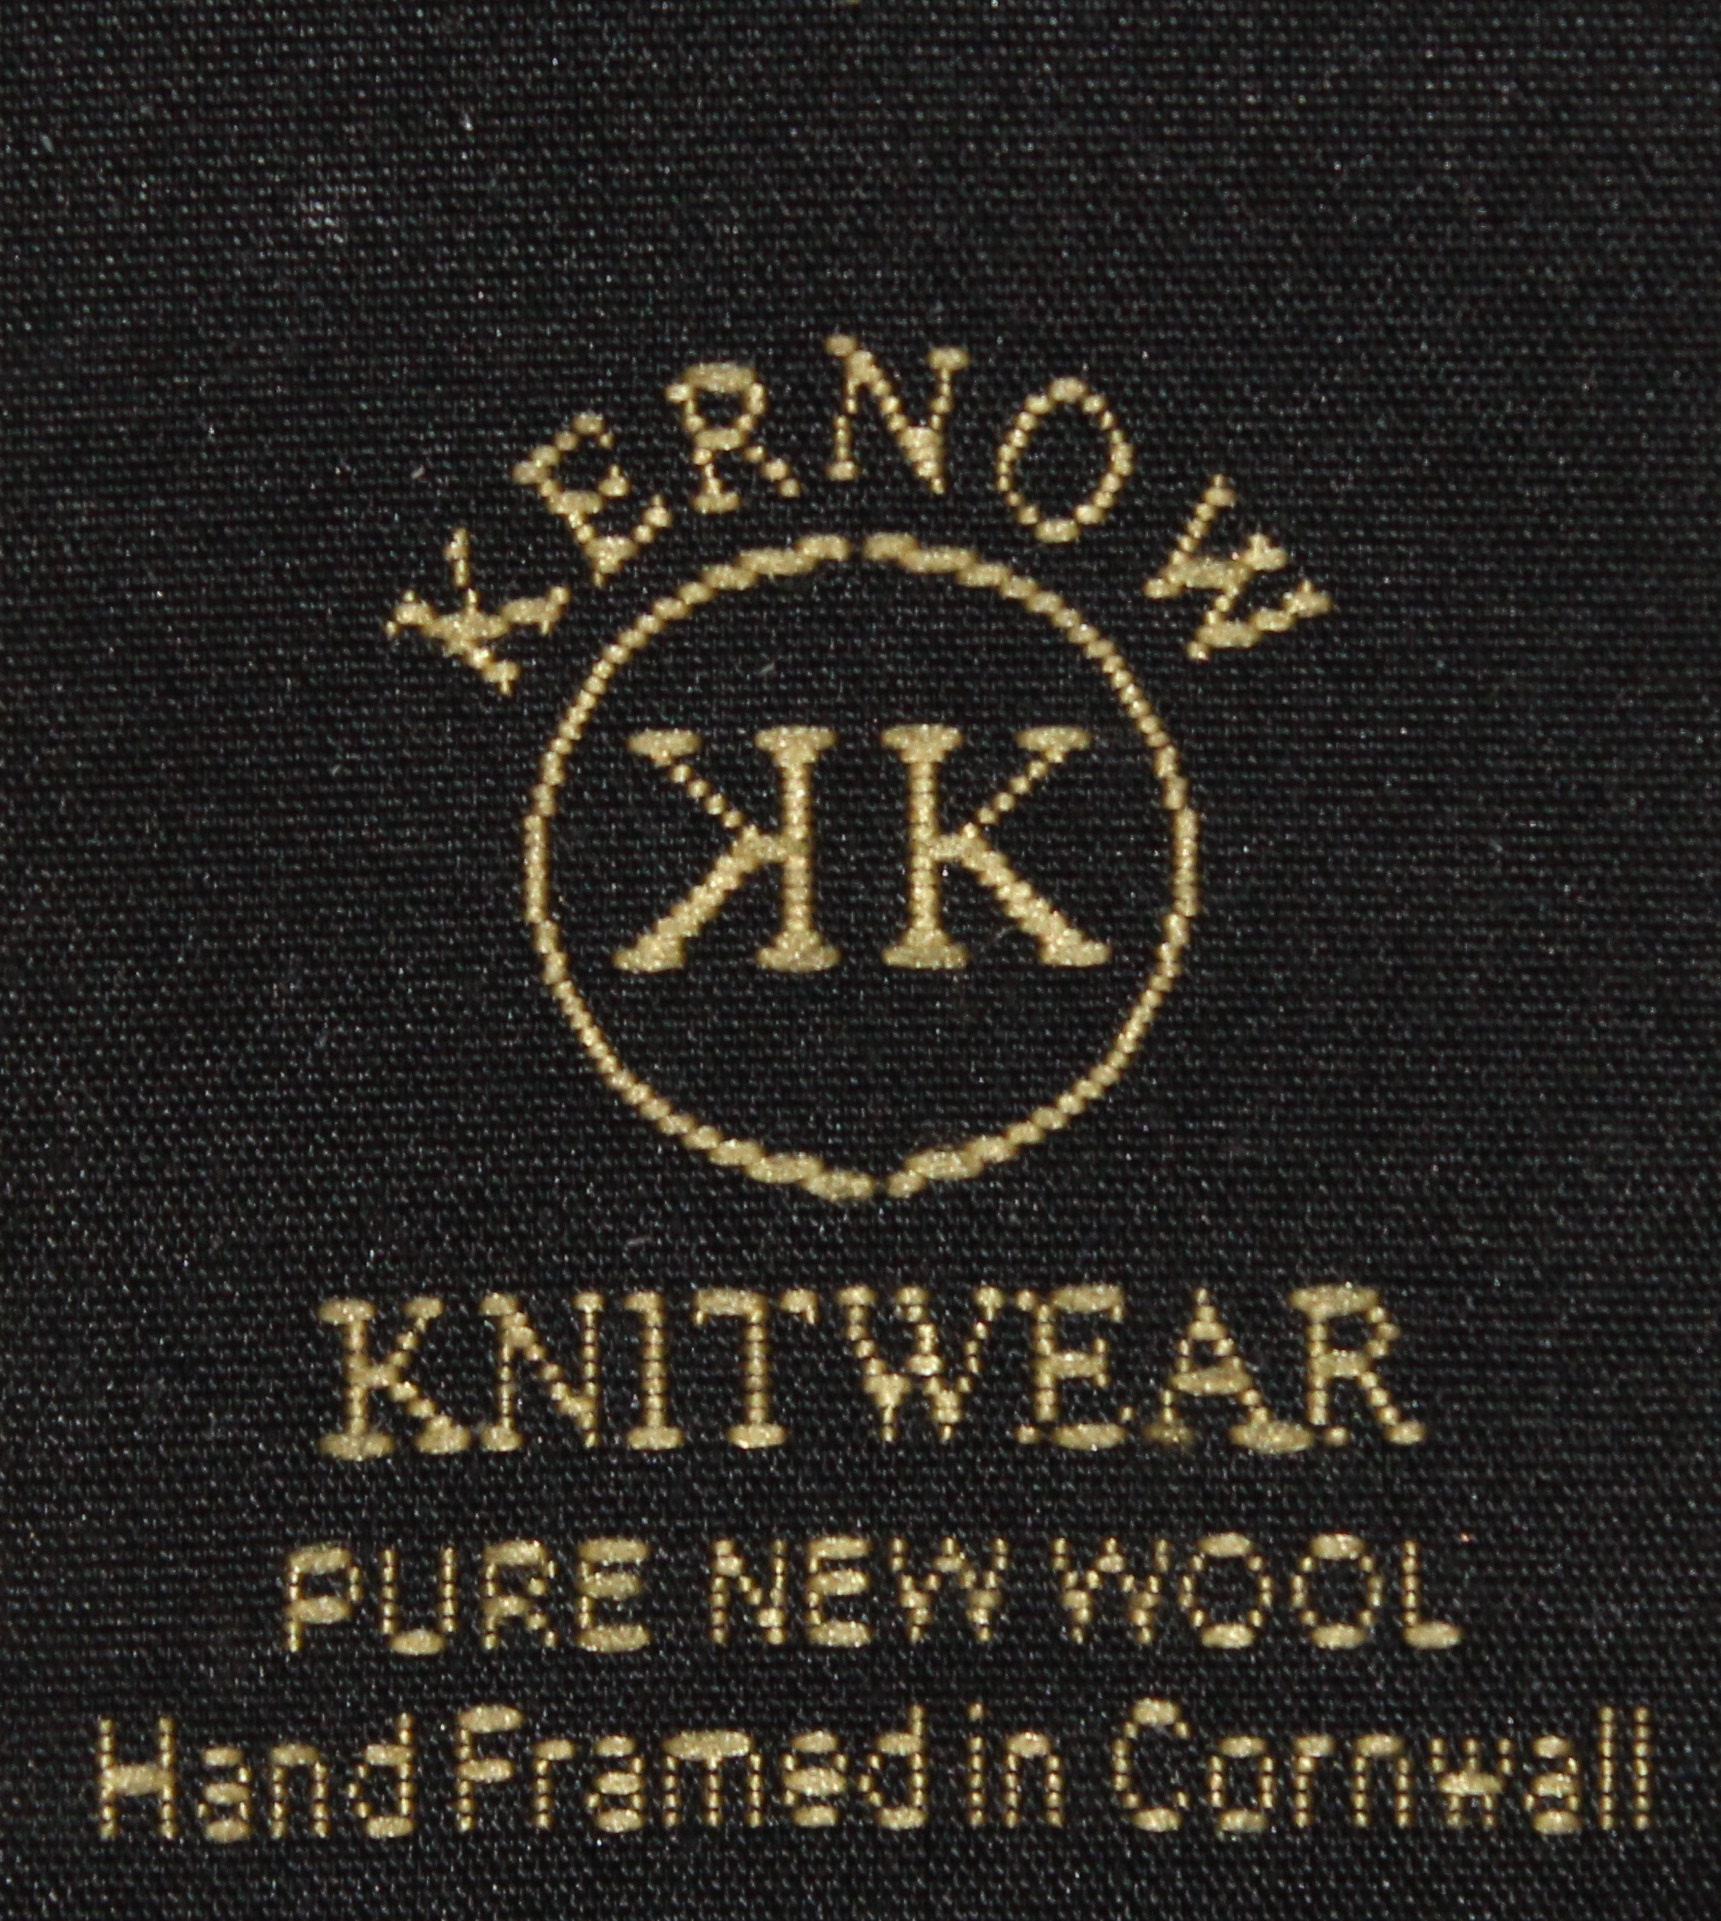 KERNOW
KK
KNITWEAR
PURE NEW WOOL
Hand Framed in Cornwall